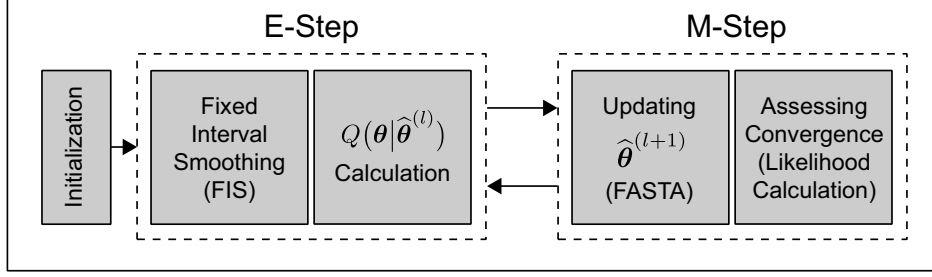 E-Step
M-Step
Initialization
Fixed
Interval
Smoothing
(FIS)
Q(θ|θ̂^(l))
Calculation
Updating
θ̂^(l+1)
(FASTA)
Assessing
Convergence
(Likelihood
Calculation)